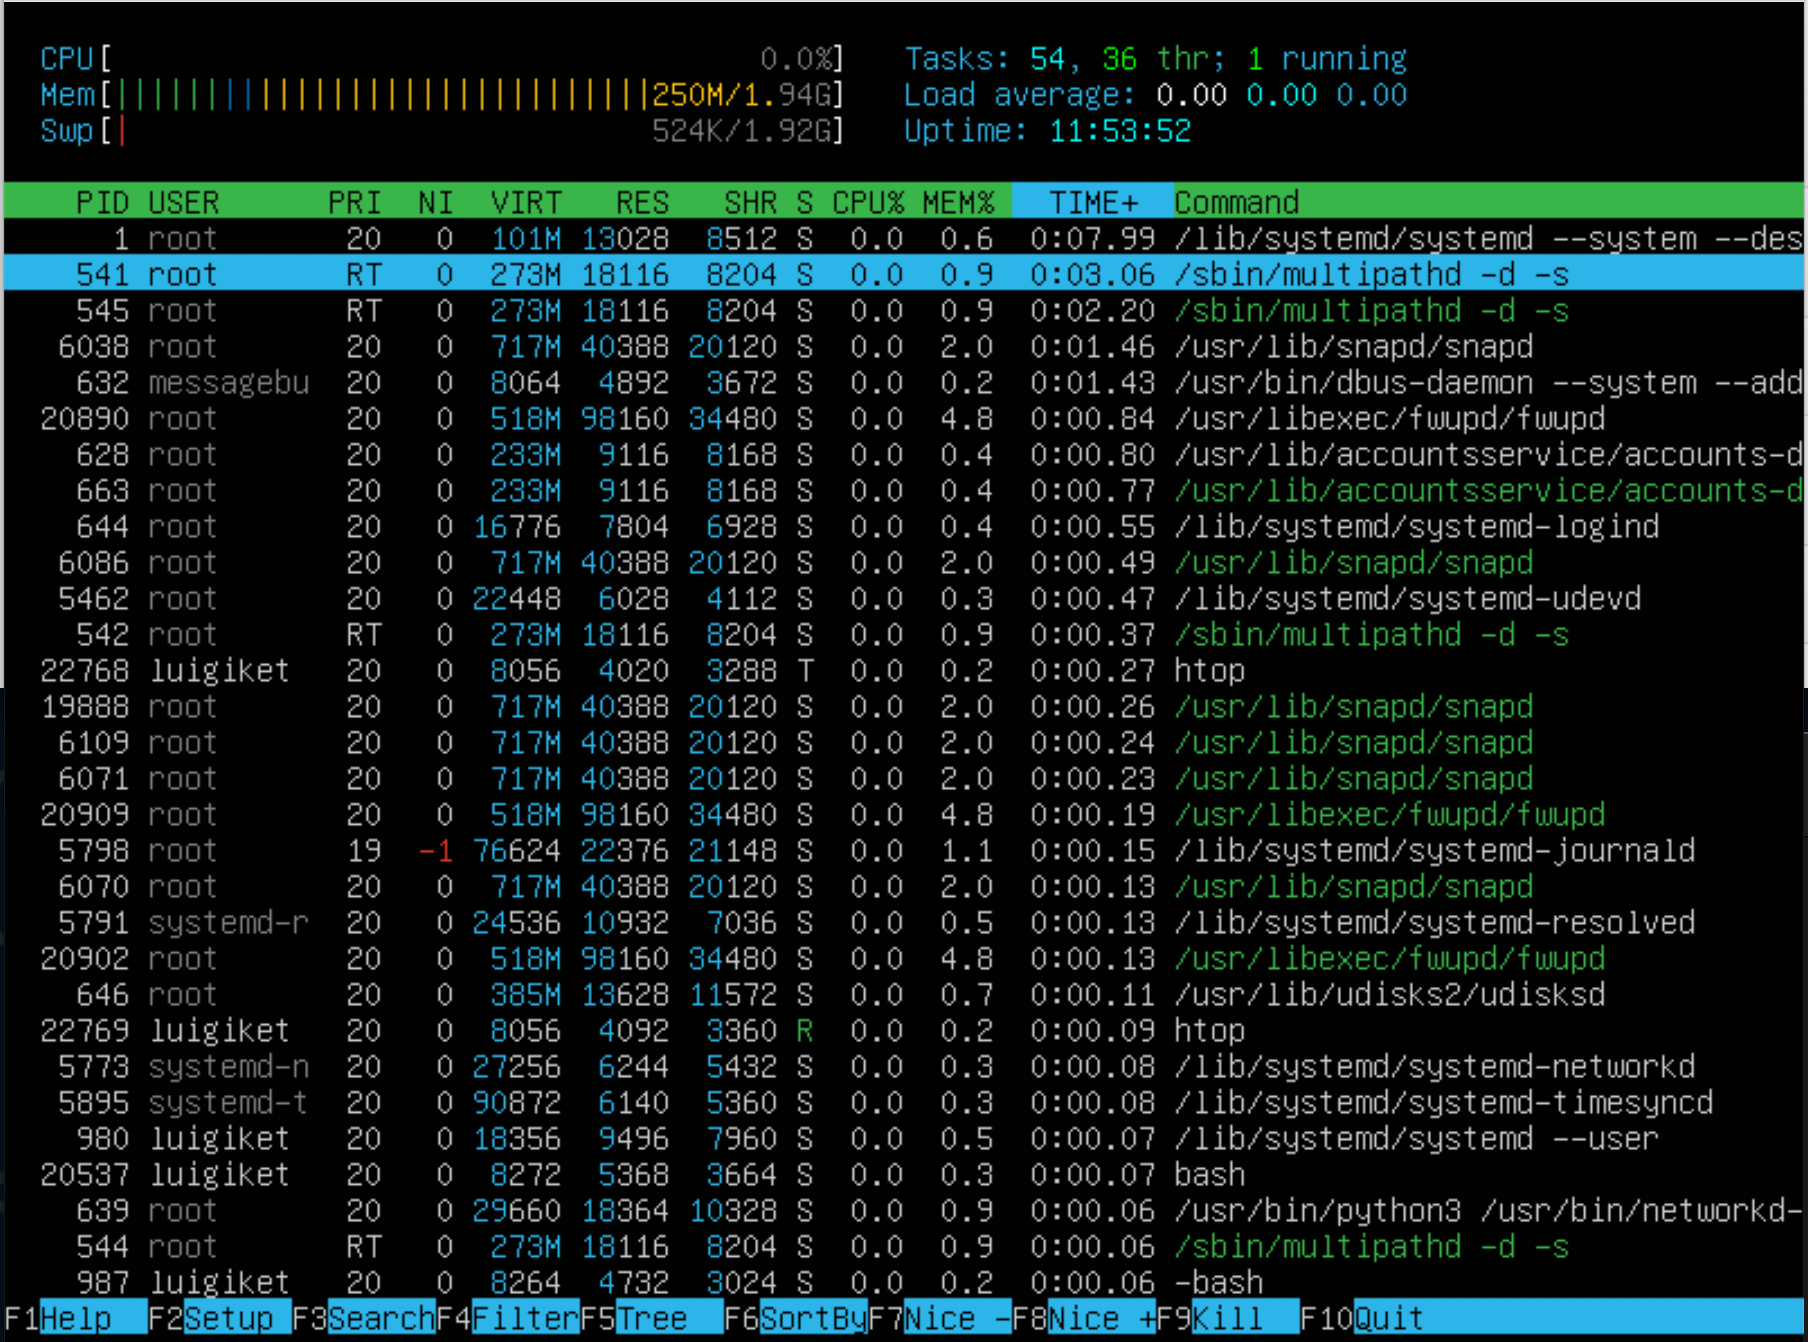 CPU[ 0.0%] Tasks: 54, 36 thr; 1 running
Mem[||||||||||||||||||||||||||||||250M/1.94G] Load average: 0.00 0.00 0.00
Swp[| 524K/1.92G] Uptime: 11:53:52
PID USER PRI NI VIRT RES SHR S CPU% MEM% TIME+ Command
1 root 20 0 101M 13028 8512 S 0.0 0.6 0:07.99 /lib/systemd/systemd --system --des
541 root RT 0 273M 18116 8204 S 0.0 0.9 0:03.06 /sbin/multipathd -d -s
545 root RT 0 273M 18116 8204 S 0.0 0.9 0:02.20 /sbin/multipathd -d -s
6038 root 20 0 717M 40388 20120 S 0.0 2.0 0:01.46 /usr/lib/snapd/snapd
632 messagebu 20 0 8064 4892 3672 S 0.0 0.2 0:01.43 /usr/bin/dbus-daemon --system --add
20890 root 20 0 518M 98160 34480 S 0.0 4.8 0:00.84 /usr/libexec/fwupd/fwupd
628 root 20 0 233M 9116 8168 S 0.0 0.4 0:00.80 /usr/lib/accountsservice/accounts-d
663 root 20 0 233M 9116 8168 S 0.0 0.4 0:00.77 /usr/lib/accountsservice/accounts-d
644 root 20 0 16776 7804 6928 S 0.0 0.4 0:00.55 /lib/systemd/systemd-logind
6086 root 20 0 717M 40388 20120 S 0.0 2.0 0:00.49 /usr/lib/snapd/snapd
5462 root 20 0 22448 6028 4112 S 0.0 0.3 0:00.47 /lib/systemd/systemd-udevd
542 root RT 0 273M 18116 8204 S 0.0 0.9 0:00.37 /sbin/multipathd -d -s
22768 luigiket 20 0 8056 4020 3288 T 0.0 0.2 0:00.27 htop
19888 root 20 0 717M 40388 20120 S 0.0 2.0 0:00.26 /usr/lib/snapd/snapd
6109 root 20 0 717M 40388 20120 S 0.0 2.0 0:00.24 /usr/lib/snapd/snapd
6071 root 20 0 717M 40388 20120 S 0.0 2.0 0:00.23 /usr/lib/snapd/snapd
20909 root 20 0 518M 98160 34480 S 0.0 4.8 0:00.19 /usr/libexec/fwupd/fwupd
5798 root 19 -1 76624 22376 21148 S 0.0 1.1 0:00.15 /lib/systemd/systemd-journald
6070 root 20 0 717M 40388 20120 S 0.0 2.0 0:00.13 /usr/lib/snapd/snapd
5791 systemd-r 20 0 24536 10932 7036 S 0.0 0.5 0:00.13 /lib/systemd/systemd-resolved
20902 root 20 0 518M 98160 34480 S 0.0 4.8 0:00.13 /usr/libexec/fwupd/fwupd
646 root 20 0 385M 13628 11572 S 0.0 0.7 0:00.11 /usr/lib/udisks2/udisksd
22769 luigiket 20 0 8056 4092 3360 R 0.0 0.2 0:00.09 htop
5773 systemd-n 20 0 27256 6244 5432 S 0.0 0.3 0:00.08 /lib/systemd/systemd-networkd
5895 systemd-t 20 0 90872 6140 5360 S 0.0 0.3 0:00.08 /lib/systemd/systemd-timesyncd
980 luigiket 20 0 18356 9496 7960 S 0.0 0.5 0:00.07 /lib/systemd/systemd --user
20537 luigiket 20 0 8272 5368 3664 S 0.0 0.3 0:00.07 bash
639 root 20 0 29660 18364 10328 S 0.0 0.9 0:00.06 /usr/bin/python3 /usr/bin/networkd-
544 root RT 0 273M 18116 8204 S 0.0 0.9 0:00.06 /sbin/multipathd -d -s
987 luigiket 20 0 8264 4732 3024 S 0.0 0.2 0:00.06 -bash
F1Help F2Setup F3SearchF4FilterF5Tree F6SortByF7Nice -F8Nice +F9Kill F10Quit